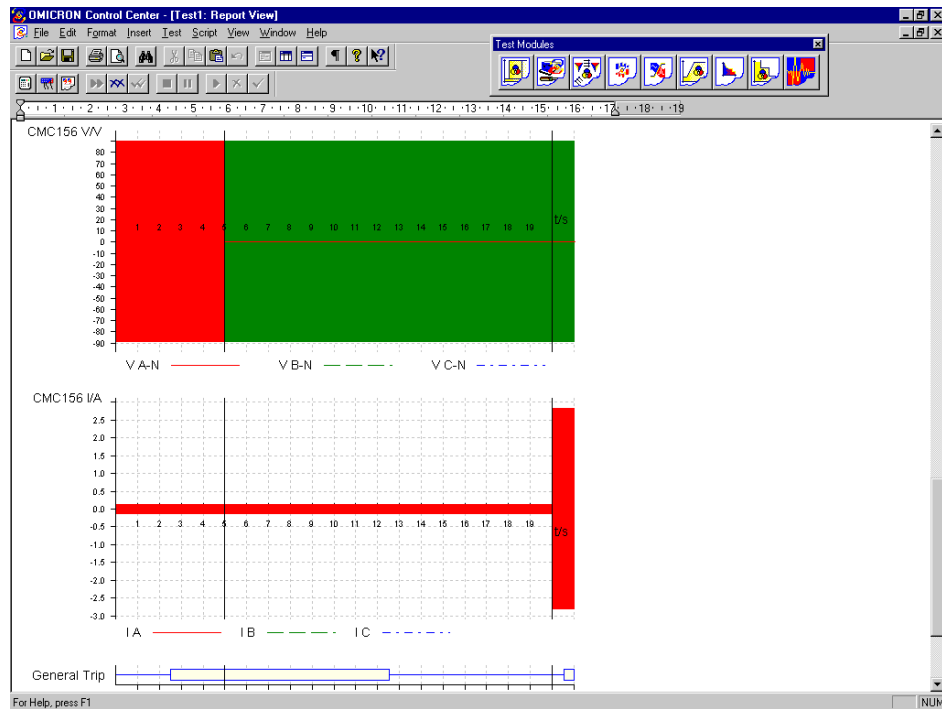 OMICRON Control Center - [Test1: Report View]
File Edit Format Insert Test Script View Window Help
Test Modules
1 2 3 4 5 6 7 8 9 10 11 12 13 14 15 16 17 18 19
CMC156 V/V
80
70
60
50
40
30
20
10
0
-10
-20
-30
-40
-50
-60
-70
-80
-90
1 2 3 4 5 6 7 8 9 10 11 12 13 14 15 16 17 18 19
t/s
V A-N V B-N V C-N
CMC156 I/A
2.5
2.0
1.5
1.0
0.5
0.0
-0.5
-1.0
-1.5
-2.0
-2.5
-3.0
1 2 3 4 5 6 7 8 9 10 11 12 13 14 15 16 17 18 19
t/s
I A I B I C
General Trip
For Help, press F1
NUM